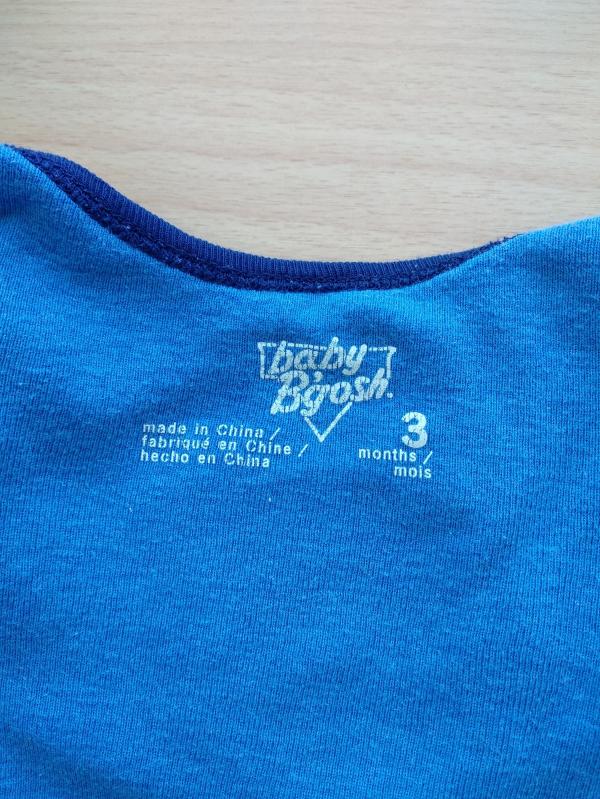 baby
B'gosh.
made in China /
fabriqué en Chine /
hecho en China
3
months /
mois